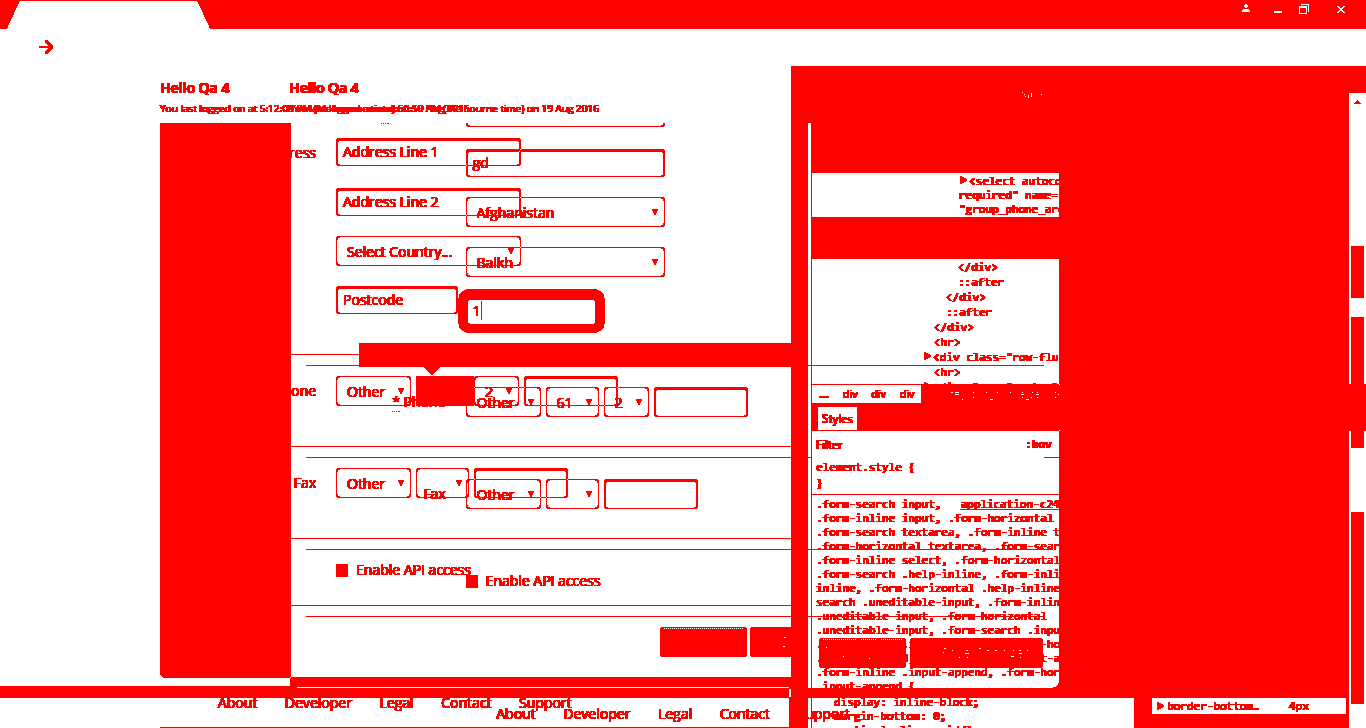 Hello Qa 4 Hello Qa 4
You last logged on at 5:12: ourne time) on 19 Aug 2016
ress Address Line 1
gd
Address Line 2
Afghanistan
Select Country...
Balkh
Postcode
1
one Other 2
* Phone Other 61 2
Fax Other
Fax Other
Enable API access
Enable API access
About Developer Legal Contact Support
About Developer Legal Contact
<select autoco
required" name=
"group_phone_ar
</div>
::after
</div>
::after
</div>
<hr>
<div class="row-flu
<hr>
... div div div
Styles
Filter :hov
element.style {
}
.form-search input, application-c24
.form-inline input, .form-horizontal
.form-search textarea, .form-inline t
.form-horizontal textarea, .form-sear
.form-inline select, .form-horizontal
.form-search .help-inline, .form-inli
inline, .form-horizontal .help-inline
search .uneditable-input, .form-inlin
.uneditable-input, .form-horizontal
.uneditable-input, .form-search .inpu
.form-inline .input-append, .form-hor
.input-append {
display: inline-block;
margin-bottom: 0;
border-bottom… 4px